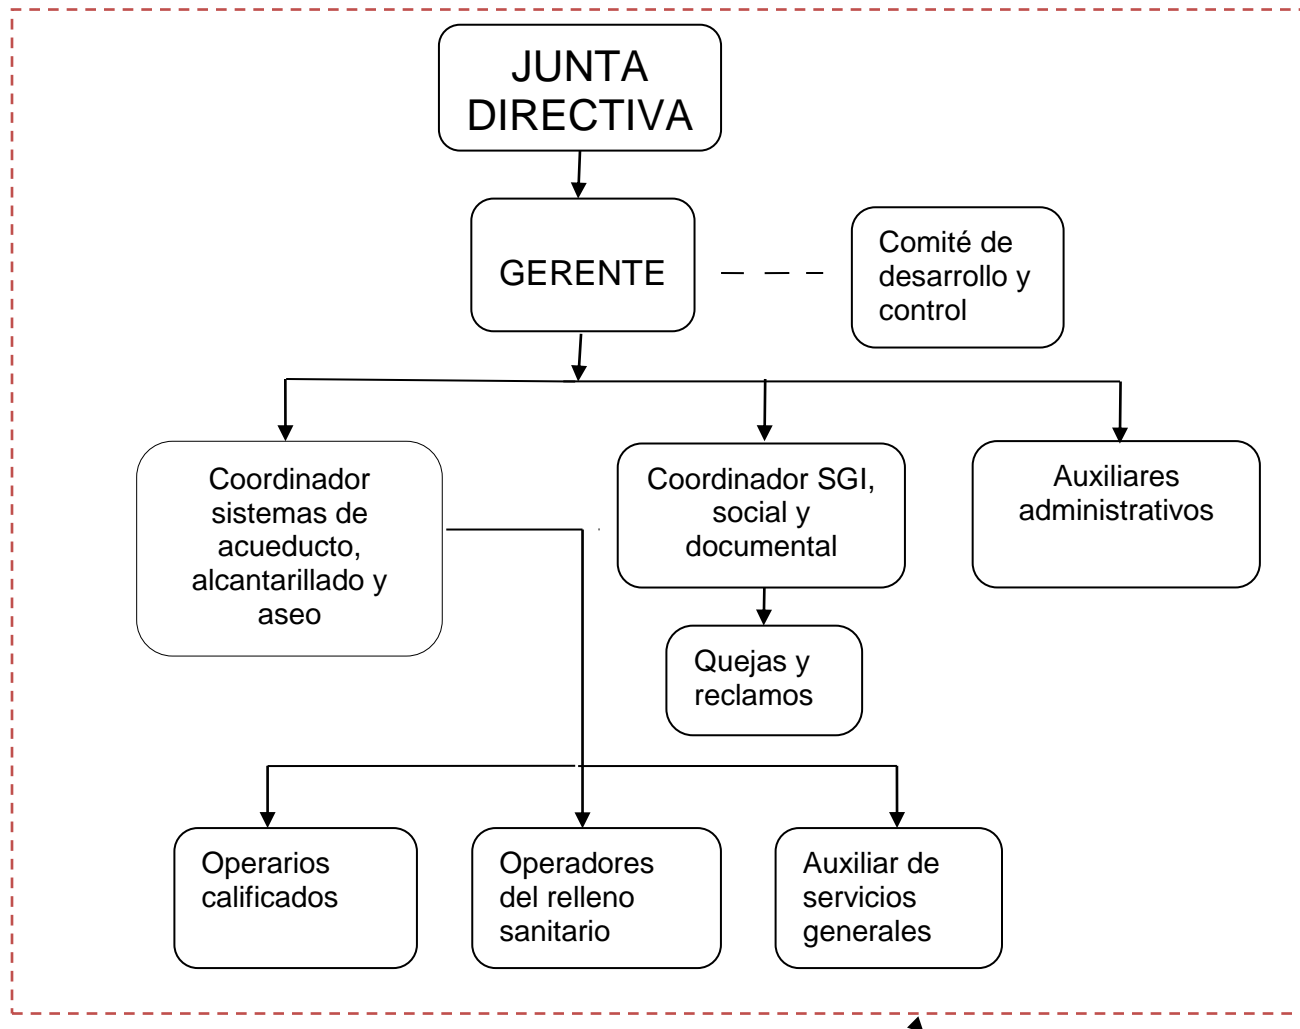 JUNTA
DIRECTIVA
GERENTE
Comité de
desarrollo y
control
Coordinador
sistemas de
acueducto,
alcantarillado y
aseo
Coordinador SGI,
social y
documental
Auxiliares
administrativos
Quejas y
reclamos
Operarios
calificados
Operadores
del relleno
sanitario
Auxiliar de
servicios
generales